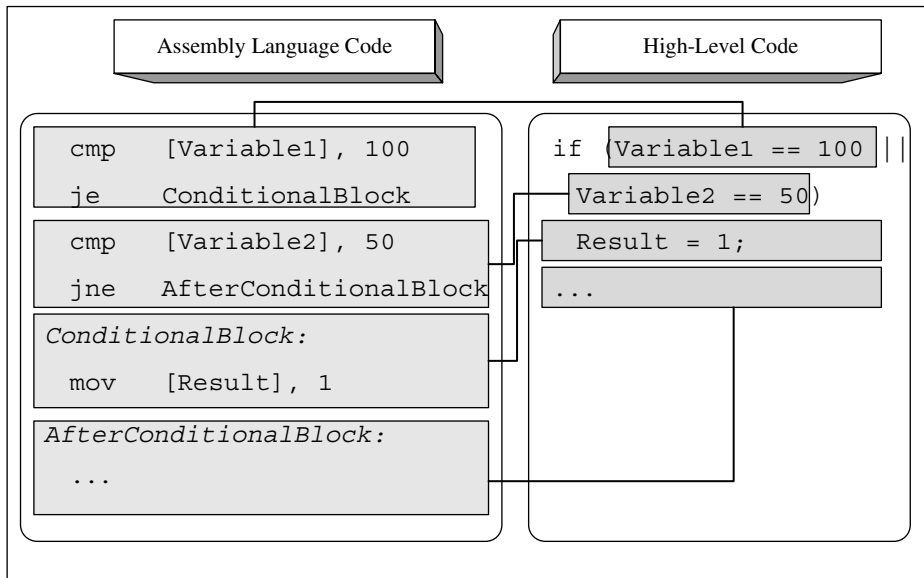 Assembly Language Code
High-Level Code
cmp [Variable1], 100
je ConditionalBlock
cmp [Variable2], 50
jne AfterConditionalBlock
ConditionalBlock:
mov [Result], 1
AfterConditionalBlock:
...
if (Variable1 == 100 ||
Variable2 == 50)
Result = 1;
...